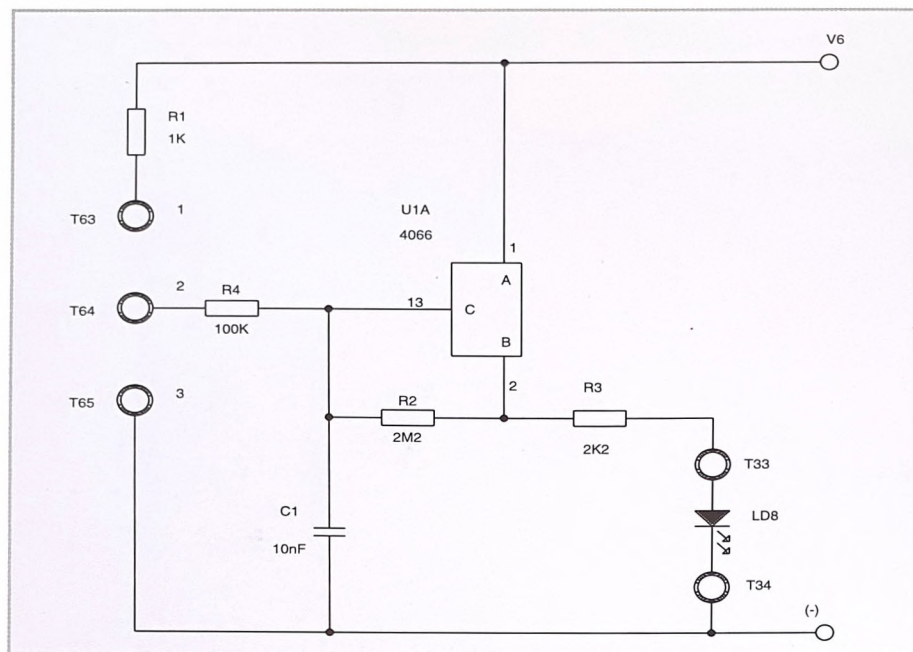 V6
R1
1K
T63
1
U1A
4066
1
A
T64
2
R4
100K
13
C
B
T65
3
2
R2
2M2
R3
2K2
T33
C1
10nF
LD8
T34
(-)